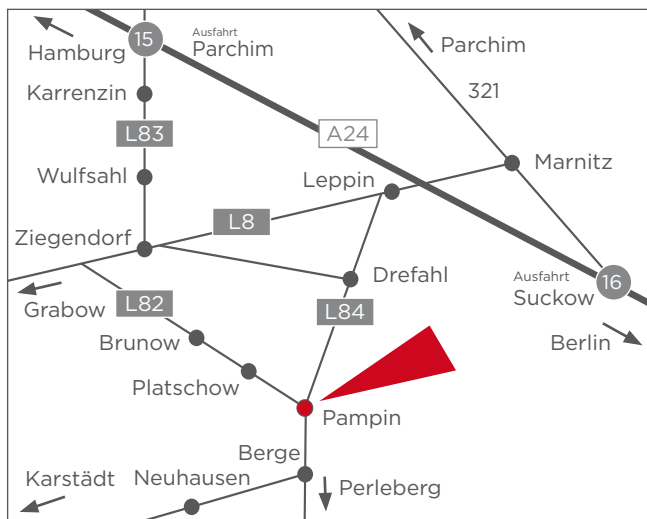 Hamburg
15
Ausfahrt
Parchim
Parchim
Karrenzin
321
L83
A24
Marnitz
Wulfsahl
Leppin
Ziegendorf
L8
Drefahl
Ausfahrt
Suckow
16
Grabow
L82
L84
Brunow
Berlin
Platschow
Pampin
Berge
Karstädt
Neuhausen
Perleberg